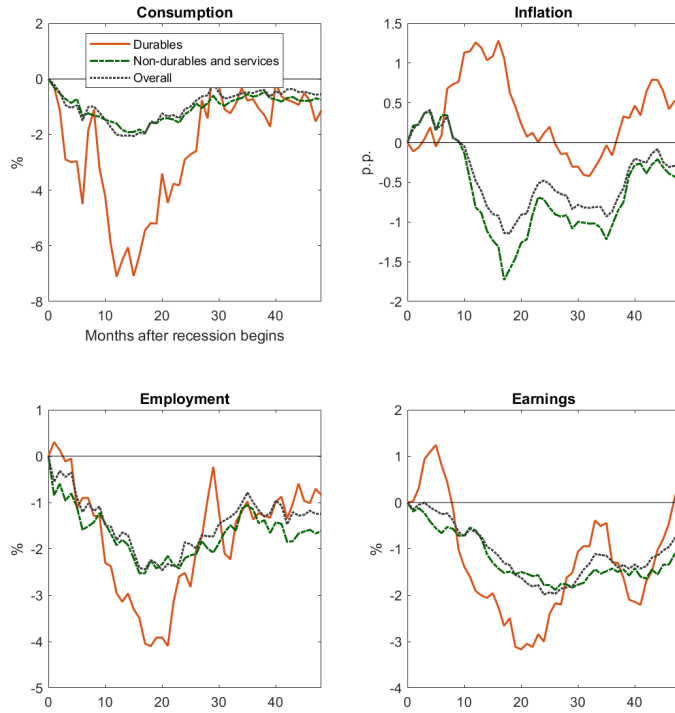 Consumption
2
0
-2
-4
-6
-8
%
0 10 20 30 40
Months after recession begins
Durables
Non-durables and services
Overall
Inflation
1.5
1
0.5
0
-0.5
-1
-1.5
-2
p.p.
0 10 20 30 40
Employment
1
0
-1
-2
-3
-4
-5
%
0 10 20 30 40
Earnings
2
1
0
-1
-2
-3
-4
%
0 10 20 30 40